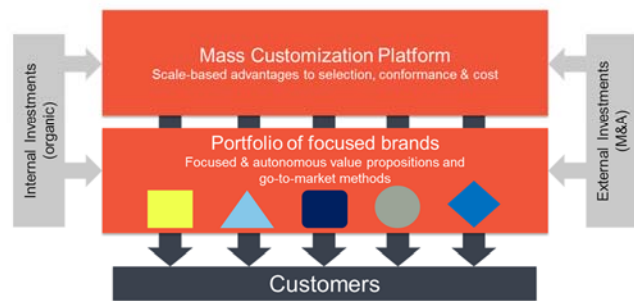 Mass Customization Platform
Scale-based advantages to selection, conformance & cost
Internal Investments
(organic)
External Investments
(M&A)
Portfolio of focused brands
Focused & autonomous value propositions and
go-to-market methods
Customers